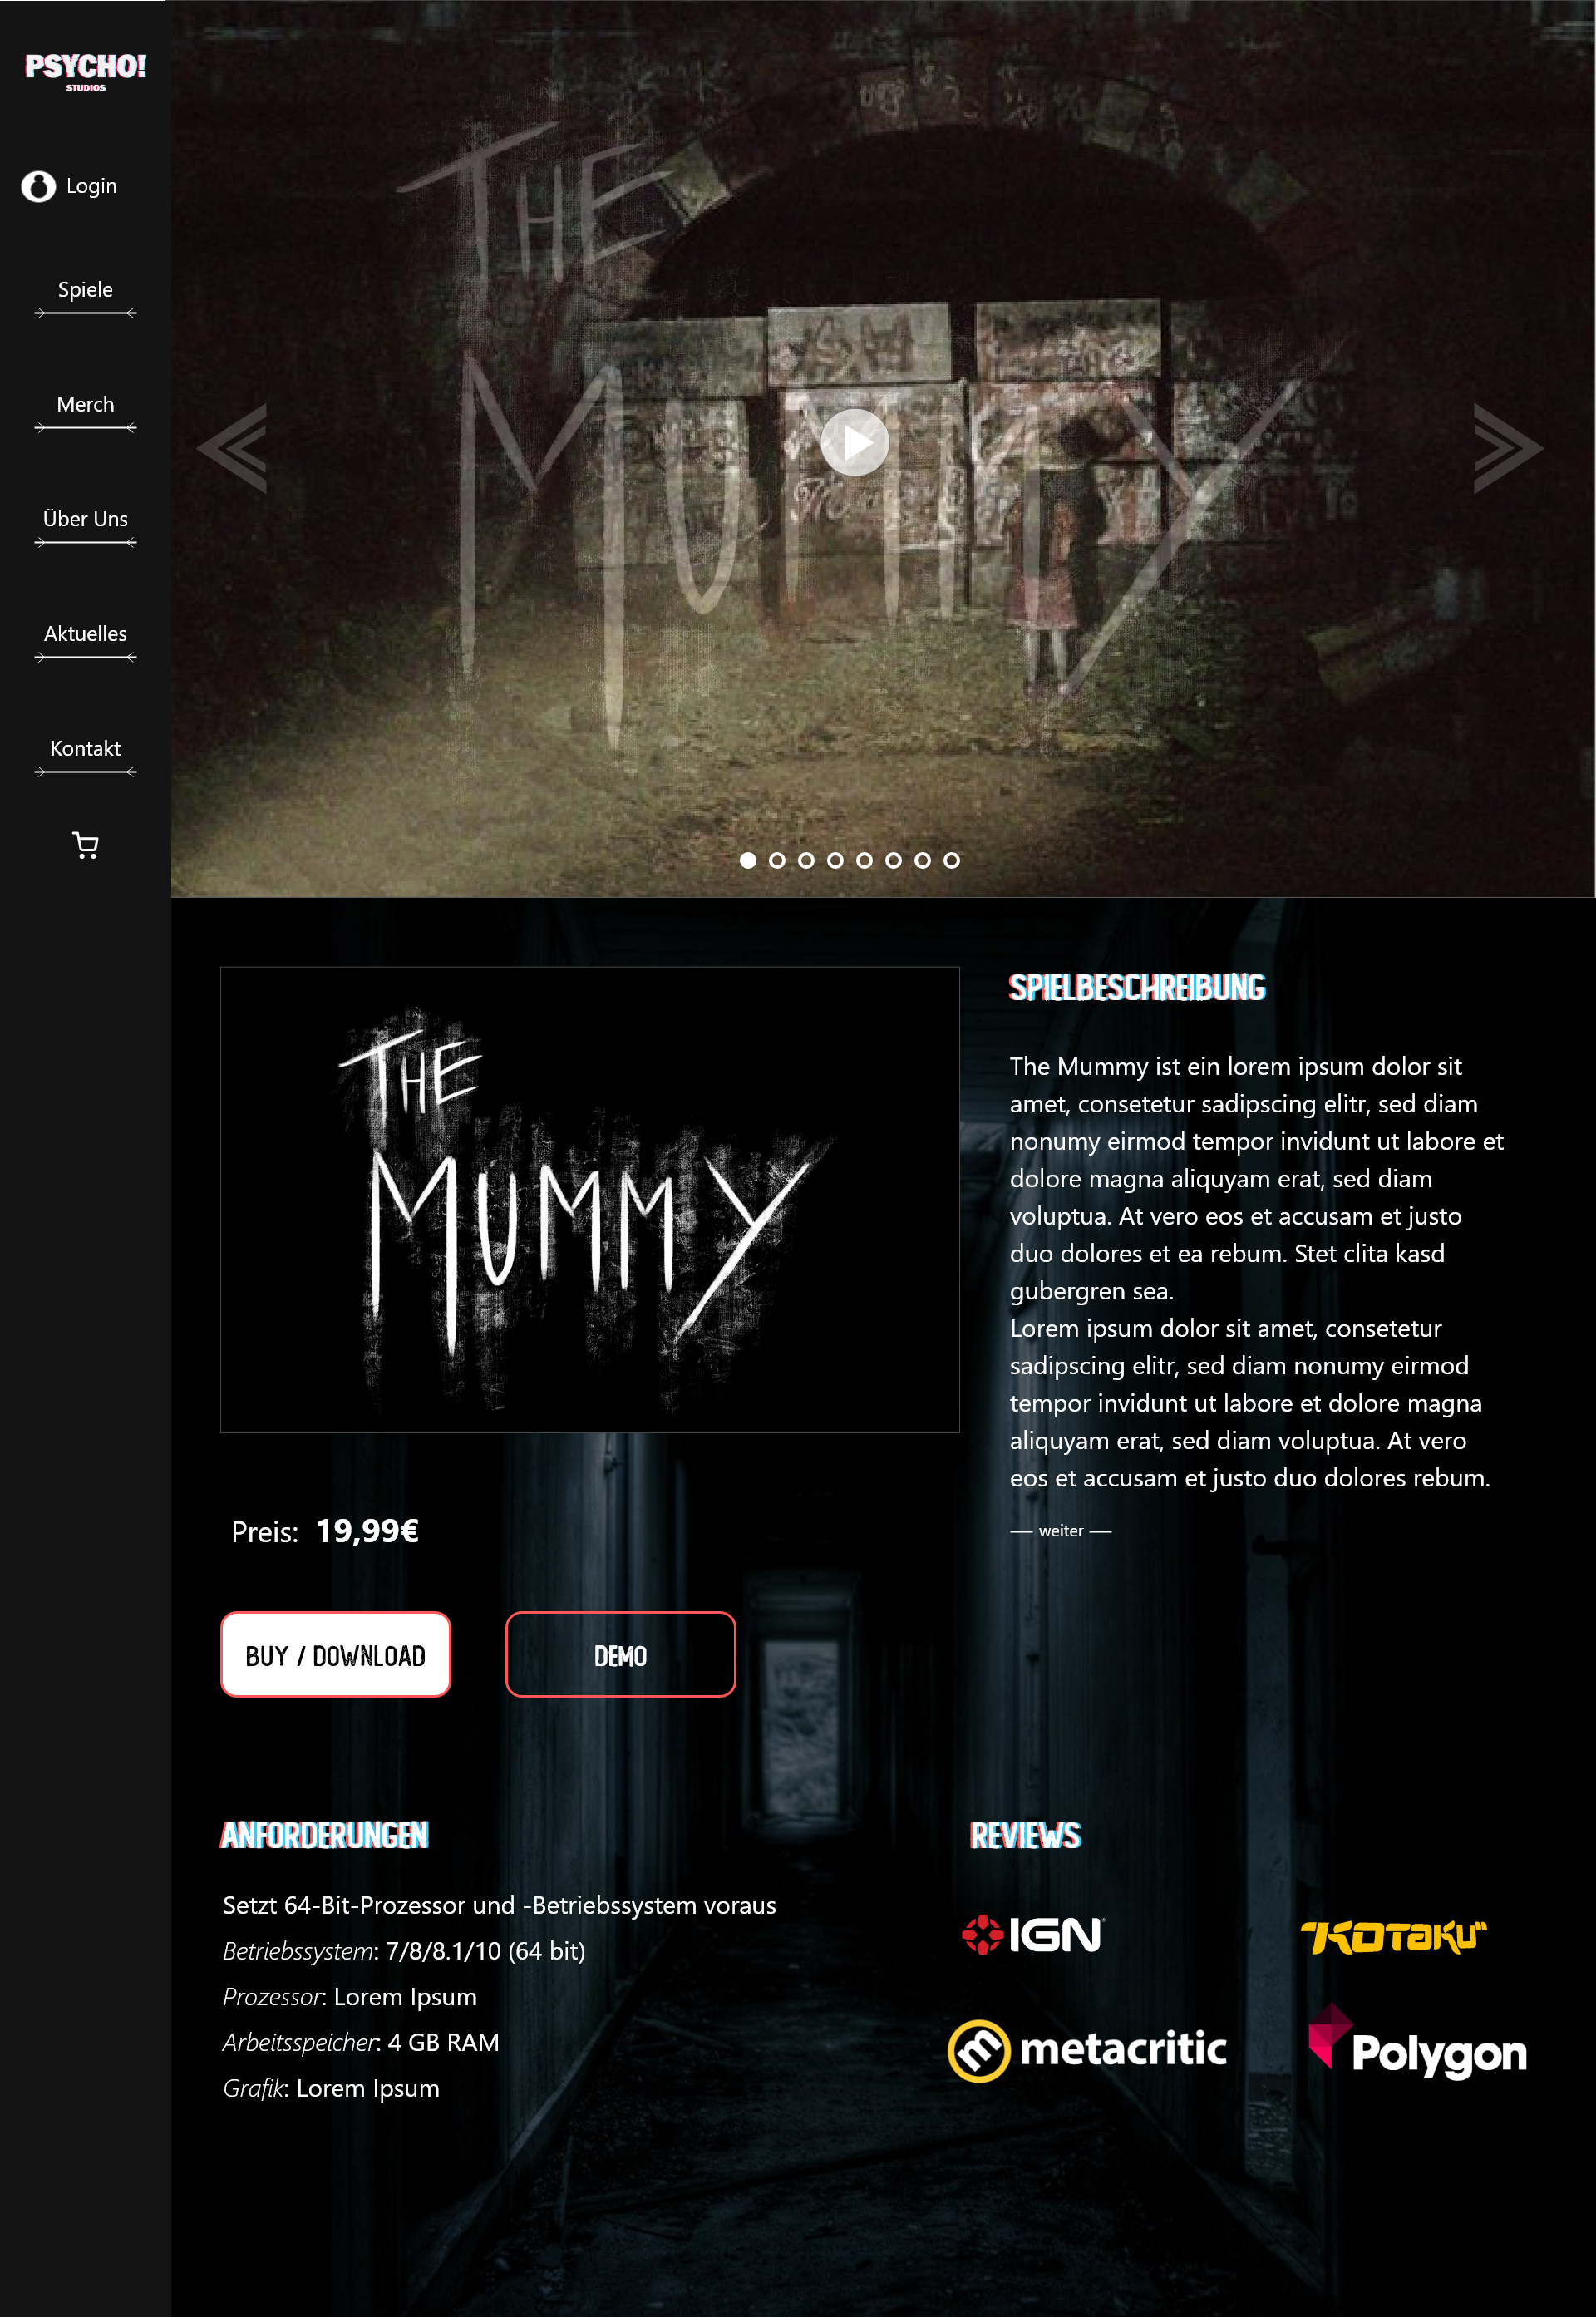 PSYCHO!
STUDIOS
Login
Spiele
Merch
Über Uns
Aktuelles
Kontakt
THE
MUMMY
THE
MUMMY
Preis: 19,99€
BUY / DOWNLOAD
DEMO
SPIELBESCHREIBUNG
The Mummy ist ein lorem ipsum dolor sit
amet, consetetur sadipscing elitr, sed diam
nonumy eirmod tempor invidunt ut labore et
dolore magna aliquyam erat, sed diam
voluptua. At vero eos et accusam et justo
duo dolores et ea rebum. Stet clita kasd
gubergren sea.
Lorem ipsum dolor sit amet, consetetur
sadipscing elitr, sed diam nonumy eirmod
tempor invidunt ut labore et dolore magna
aliquyam erat, sed diam voluptua. At vero
eos et accusam et justo duo dolores rebum.
— weiter —
ANFORDERUNGEN
Setzt 64-Bit-Prozessor und -Betriebssystem voraus
Betriebssystem: 7/8/8.1/10 (64 bit)
Prozessor: Lorem Ipsum
Arbeitsspeicher: 4 GB RAM
Grafik: Lorem Ipsum
REVIEWS
IGN
KOTAKU
metacritic
Polygon